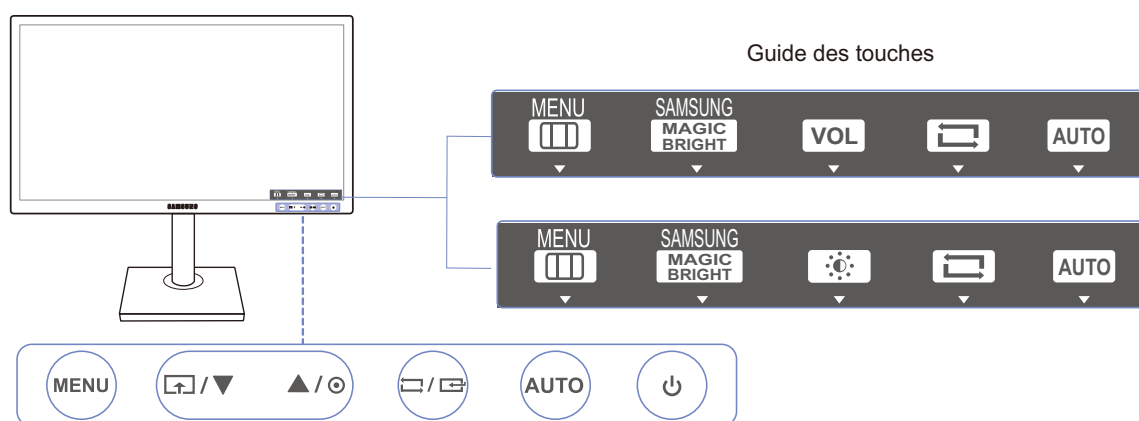 Guide des touches
MENU SAMSUNG
MAGIC
BRIGHT VOL AUTO
SAMSUNG
MENU SAMSUNG
MAGIC
BRIGHT AUTO
MENU / / / AUTO